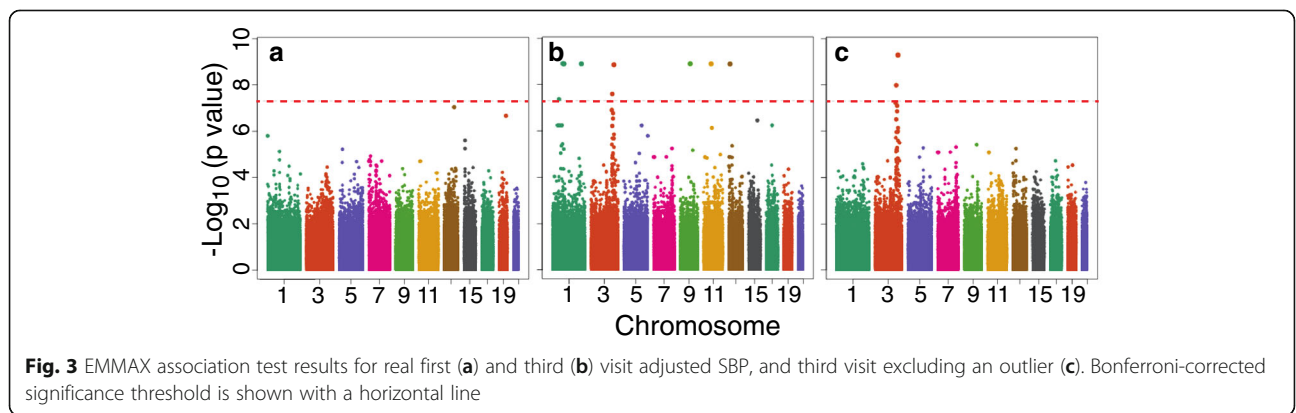 a b c
10
8
6
4
2
0
-Log10 (p value)
1 3 5 7 9 11 15 19
1 3 5 7 9 11 15 19
1 3 5 7 9 11 15 19
Chromosome
Fig. 3 EMMAX association test results for real first (a) and third (b) visit adjusted SBP, and third visit excluding an outlier (c). Bonferroni-corrected
significance threshold is shown with a horizontal line